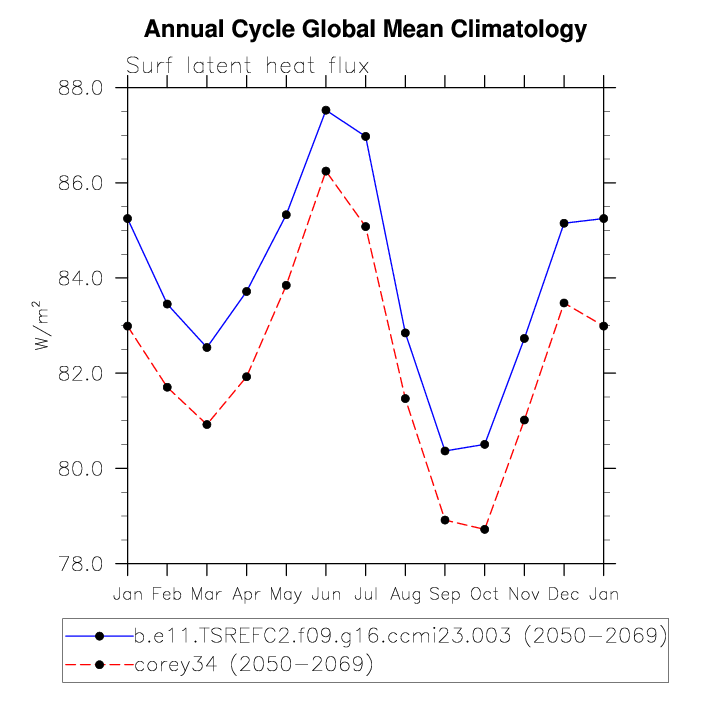 Annual Cycle Global Mean Climatology
Surf latent heat flux
88.0
86.0
84.0
82.0
80.0
78.0
W/m²
Jan Feb Mar Apr May Jun Jul Aug Sep Oct Nov Dec Jan
b.e11.TSREFC2.f09.g16.ccmi23.003 (2050-2069)
corey34 (2050-2069)